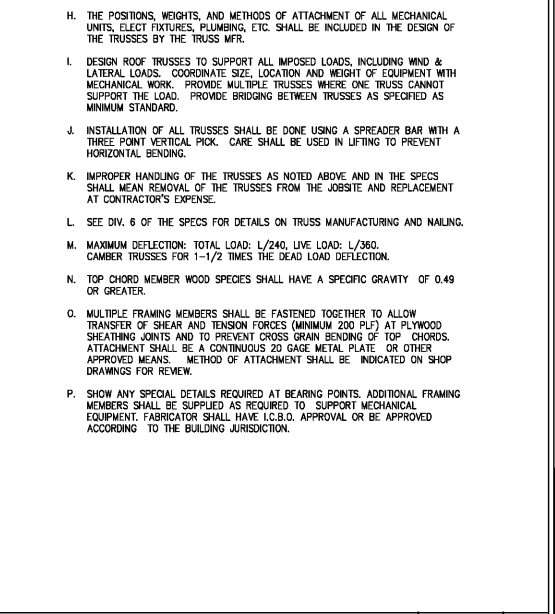 H. THE POSITIONS, WEIGHTS, AND METHODS OF ATTACHMENT OF ALL MECHANICAL
UNITS, ELECT FIXTURES, PLUMBING, ETC. SHALL BE INCLUDED IN THE DESIGN OF
THE TRUSSES BY THE TRUSS MFR.
I. DESIGN ROOF TRUSSES TO SUPPORT ALL IMPOSED LOADS, INCLUDING WIND &
LATERAL LOADS. COORDINATE SIZE, LOCATION AND WEIGHT OF EQUIPMENT WITH
MECHANICAL WORK. PROVIDE MULTIPLE TRUSSES WHERE ONE TRUSS CANNOT
SUPPORT THE LOAD. PROVIDE BRIDGING BETWEEN TRUSSES AS SPECIFIED AS
MINIMUM STANDARD.
J. INSTALLATION OF ALL TRUSSES SHALL BE DONE USING A SPREADER BAR WITH A
THREE POINT VERTICAL PICK. CARE SHALL BE USED IN LIFTING TO PREVENT
HORIZONTAL BENDING.
K. IMPROPER HANDLING OF THE TRUSSES AS NOTED ABOVE AND IN THE SPECS
SHALL MEAN REMOVAL OF THE TRUSSES FROM THE JOBSITE AND REPLACEMENT
AT CONTRACTOR'S EXPENSE.
L. SEE DIV. 6 OF THE SPECS FOR DETAILS ON TRUSS MANUFACTURING AND NAILING.
M. MAXIMUM DEFLECTION: TOTAL LOAD: L/240, LIVE LOAD: L/360.
CAMBER TRUSSES FOR 1-1/2 TIMES THE DEAD LOAD DEFLECTION.
N. TOP CHORD MEMBER WOOD SPECIES SHALL HAVE A SPECIFIC GRAVITY OF 0.49
OR GREATER.
O. MULTIPLE FRAMING MEMBERS SHALL BE FASTENED TOGETHER TO ALLOW
TRANSFER OF SHEAR AND TENSION FORCES (MINIMUM 200 PLF) AT PLYWOOD
SHEATHING JOINTS AND TO PREVENT CROSS GRAIN BENDING OF TOP CHORDS.
ATTACHMENT SHALL BE A CONTINUOUS 20 GAGE METAL PLATE OR OTHER
APPROVED MEANS. METHOD OF ATTACHMENT SHALL BE INDICATED ON SHOP
DRAWINGS FOR REVIEW.
P. SHOW ANY SPECIAL DETAILS REQUIRED AT BEARING POINTS. ADDITIONAL FRAMING
MEMBERS SHALL BE SUPPLIED AS REQUIRED TO SUPPORT MECHANICAL
EQUIPMENT. FABRICATOR SHALL HAVE I.C.B.O. APPROVAL OR BE APPROVED
ACCORDING TO THE BUILDING JURISDICTION.